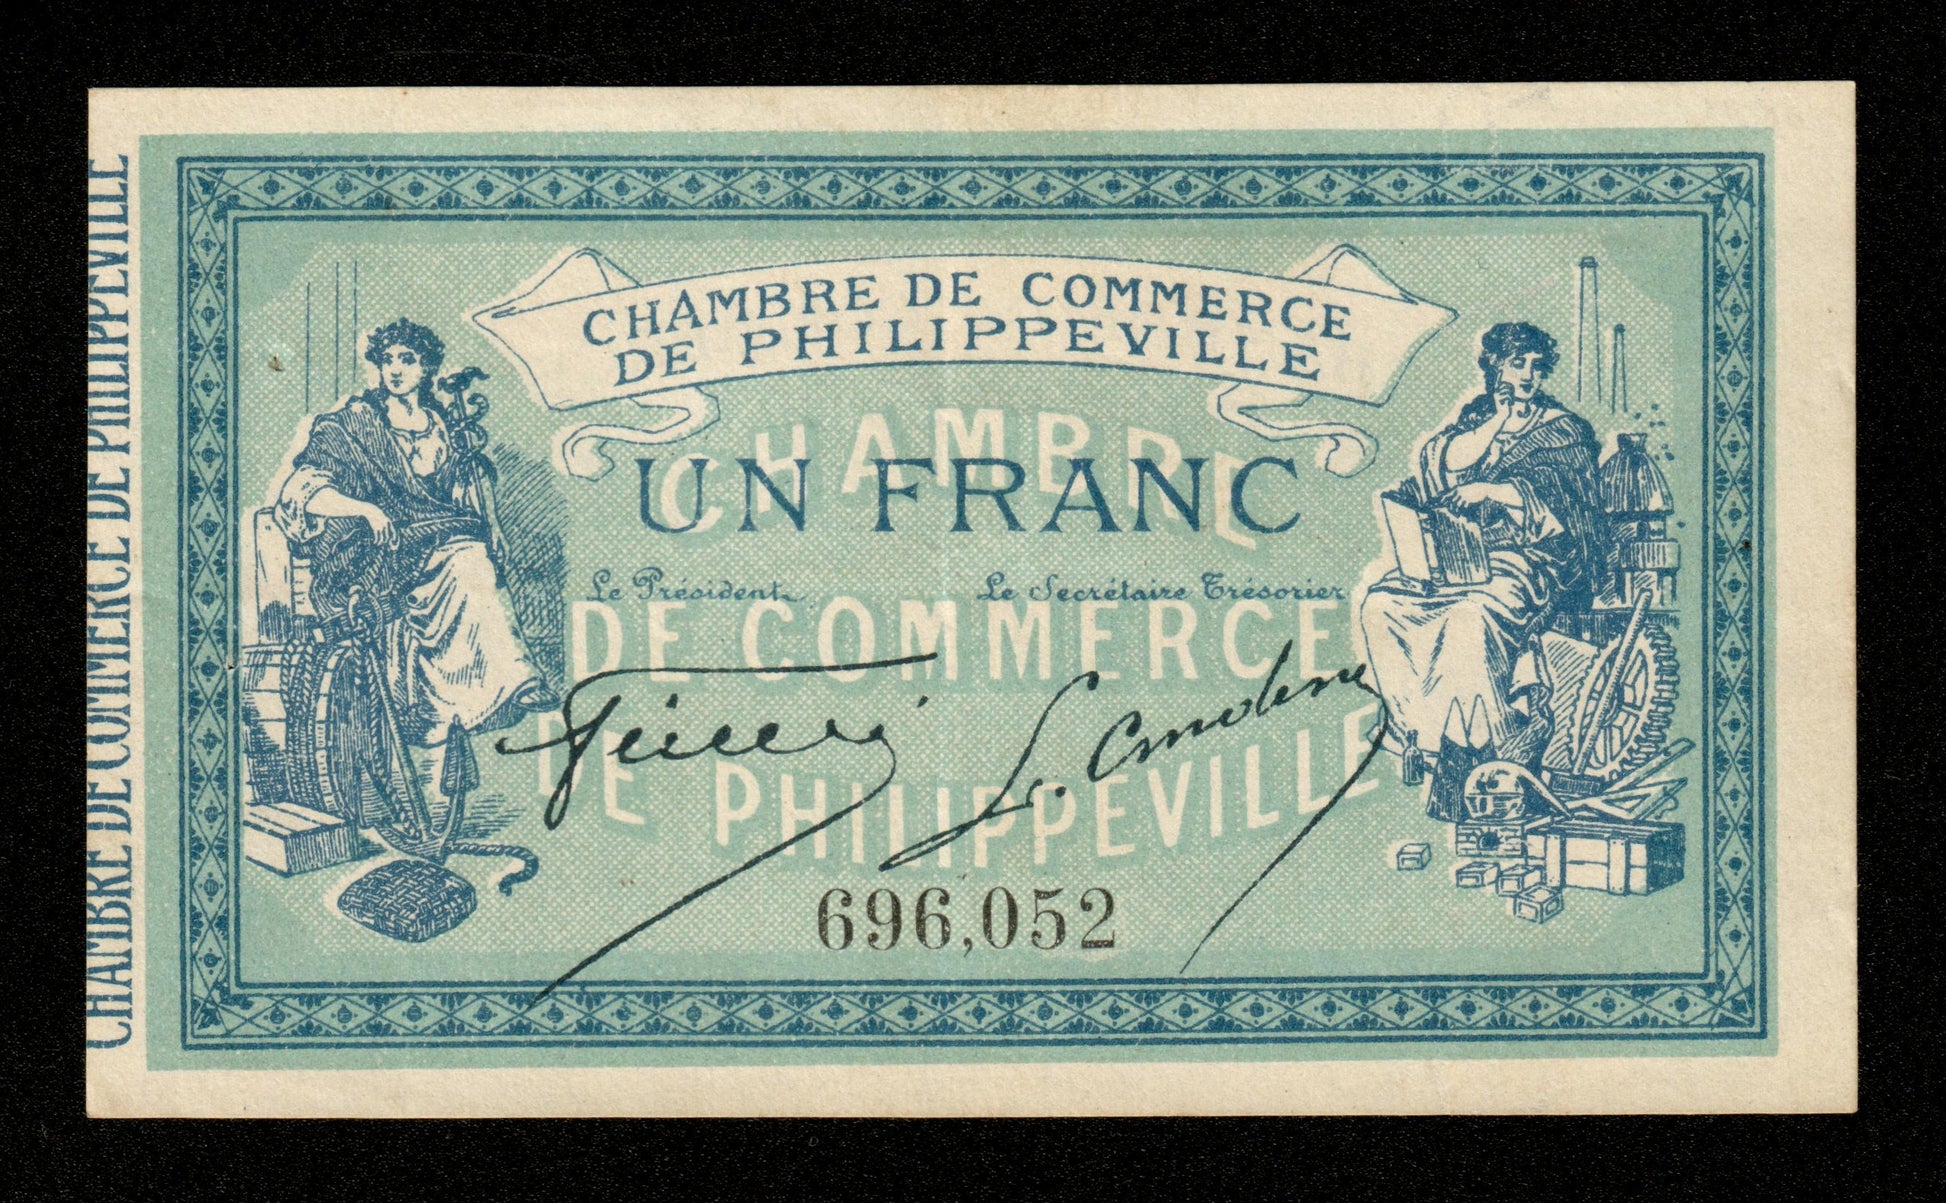 CHAMBRE DE COMMERCE DE PHILIPPEVILLE
CHAMBRE DE COMMERCE
DE PHILIPPEVILLE
CHAMBRE
UN FRANC
Le Président
Le Secrétaire Trésorier
DE COMMERCE
DE PHILIPPEVILLE
696,052